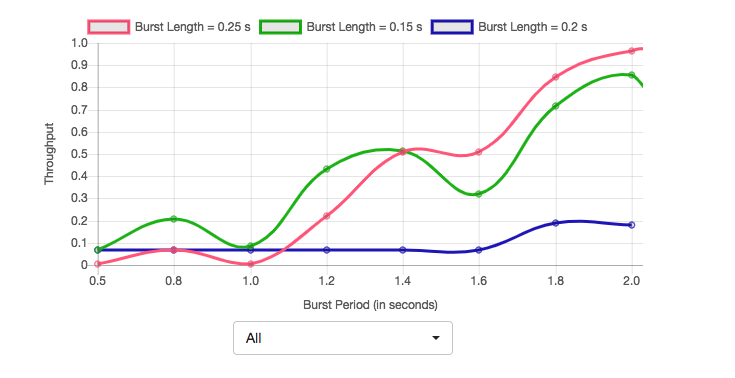 Burst Length = 0.25 s Burst Length = 0.15 s Burst Length = 0.2 s
1.0
0.9
0.8
0.7
0.6
0.5
0.4
0.3
0.2
0.1
0
Throughput
0.5 0.8 1.0 1.2 1.4 1.6 1.8 2.0
Burst Period (in seconds)
All